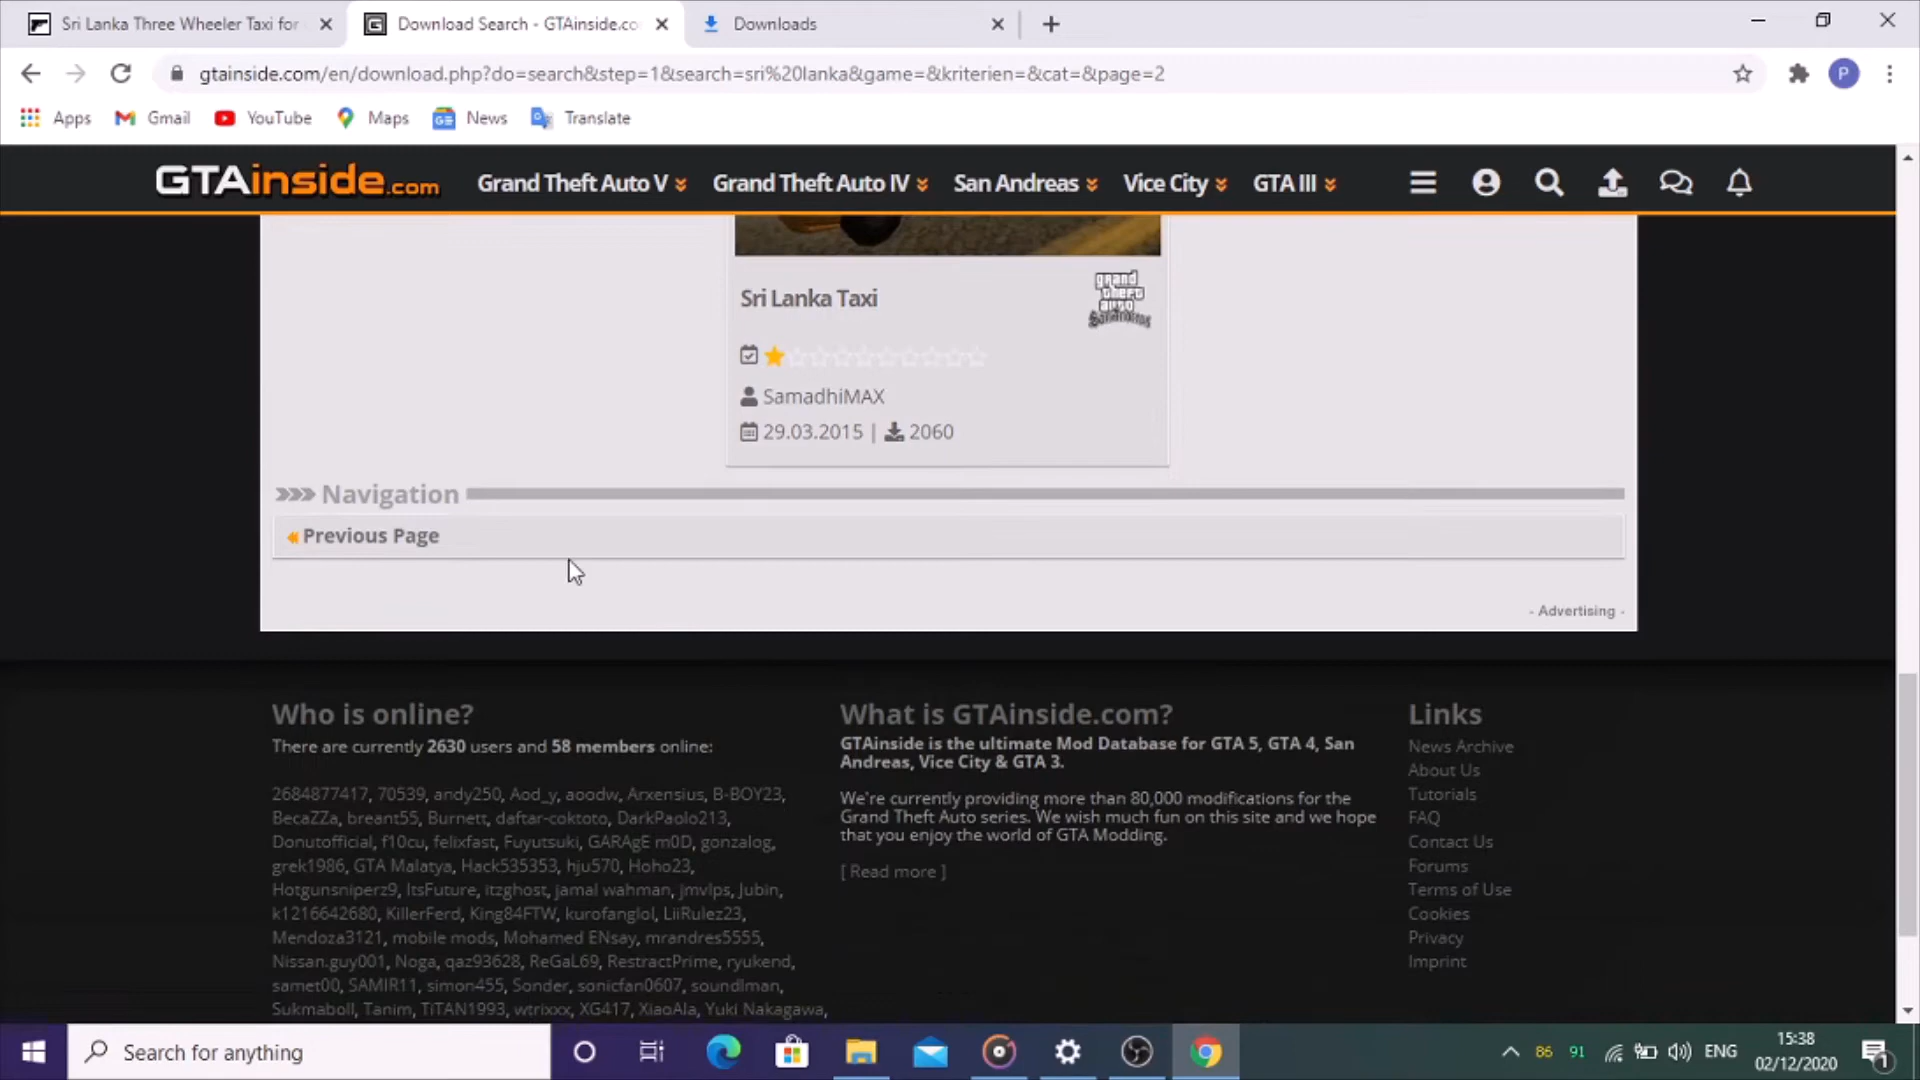 Sri Lanka Three Wheeler Taxi for
Download Search - GTAinside.co
Downloads
gtainside.com/en/download.php?do=search&step=1&search=sri%20lanka&game=&kriterien=&cat=&page=2
P
Apps
Gmail
YouTube
Maps
News
Translate
GTAinside.com
Grand Theft Auto V
Grand Theft Auto IV
San Andreas
Vice City
GTA III
Sri Lanka Taxi
grand theft auto SanAndreas
SamadhiMAX
29.03.2015 | 2060
Navigation
Previous Page
- Advertising -
Who is online?
There are currently 2630 users and 58 members online:
2684877417, 70539, andy250, Aod_y, aoodw, Arxensius, B-BOY23,
BecaZZa, breant55, Burnett, daftar-coktoto, DarkPaolo213,
Donutofficial, f10cu, felixfast, Fuyutsuki, GARAgE m0D, gonzalog,
grek1986, GTA Malatya, Hack535353, hju570, Hoho23,
Hotgunsniperz9, ItsFuture, itzghost, jamal wahman, jmvlps, Jubin,
k1216642680, KillerFerd, King84FTW, kurofanglol, LiiRulez23,
Mendoza3121, mobile mods, Mohamed ENsay, mrandres5555,
Nissan.guy001, Noga, qaz93628, ReGaL69, RestractPrime, ryukend,
samet00, SAMIR11, simon455, Sonder, sonicfan0607, soundIman,
Sukmaboll, Tanim, TiTAN1993, wtrixxx, XG417, XiaoAla, Yuki Nakagawa,
What is GTAinside.com?
GTAinside is the ultimate Mod Database for GTA 5, GTA 4, San
Andreas, Vice City & GTA 3.
We're currently providing more than 80,000 modifications for the
Grand Theft Auto series. We wish much fun on this site and we hope
that you enjoy the world of GTA Modding.
[ Read more ]
Links
News Archive
About Us
Tutorials
FAQ
Contact Us
Forums
Terms of Use
Cookies
Privacy
Imprint
Search for anything
86
91
ENG
15:38
02/12/2020
1